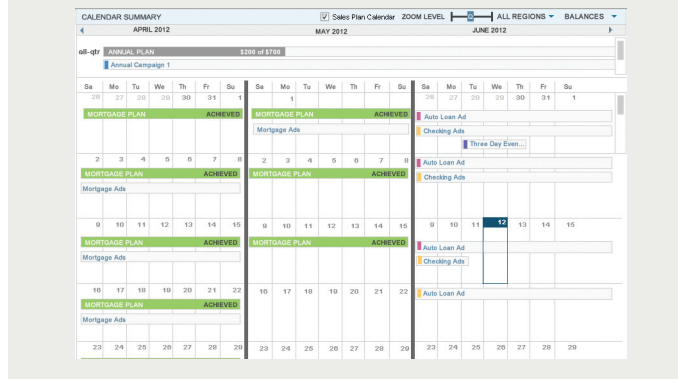 CALENDAR SUMMARY Sales Plan Calendar ZOOM LEVEL ALL REGIONS BALANCES
APRIL 2012 MAY 2012 JUNE 2012
all-qtr ANNUAL PLAN $200 of $700
Annual Campaign 1
Sa Mo Tu We Th Fr Su Sa Mo Tu We Th Fr Su Sa Mo Tu We Th Fr Su
26 27 28 29 30 31 1 1 26 27 28 29 30 31 1
MORTGAGE PLAN ACHIEVED MORTGAGE PLAN ACHIEVED Auto Loan Ad
Mortgage Ads Checking Ads
Three Day Even...
2 3 4 5 6 7 8 2 3 4 5 6 7 8 Auto Loan Ad
MORTGAGE PLAN ACHIEVED MORTGAGE PLAN ACHIEVED Checking Ads
Mortgage Ads
9 10 11 12 13 14 15 9 10 11 12 13 14 15 9 10 11 12 13 14 15
MORTGAGE PLAN ACHIEVED MORTGAGE PLAN ACHIEVED Auto Loan Ad
Mortgage Ads Checking Ads
16 17 18 19 20 21 22 16 17 18 19 20 21 22 Auto Loan Ad
MORTGAGE PLAN ACHIEVED
Mortgage Ads
23 24 25 26 27 28 29 23 24 25 26 27 28 29 23 24 25 26 27 28 29